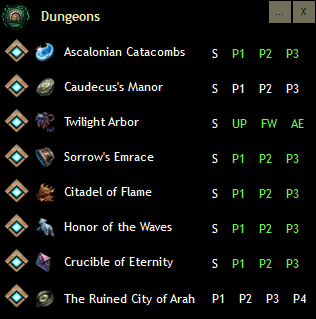 Dungeons ... X
Ascalonian Catacombs S P1 P2 P3
Caudecus's Manor S P1 P2 P3
Twilight Arbor S UP FW AE
Sorrow's Emrace S P1 P2 P3
Citadel of Flame S P1 P2 P3
Honor of the Waves S P1 P2 P3
Crucible of Eternity S P1 P2 P3
The Ruined City of Arah P1 P2 P3 P4